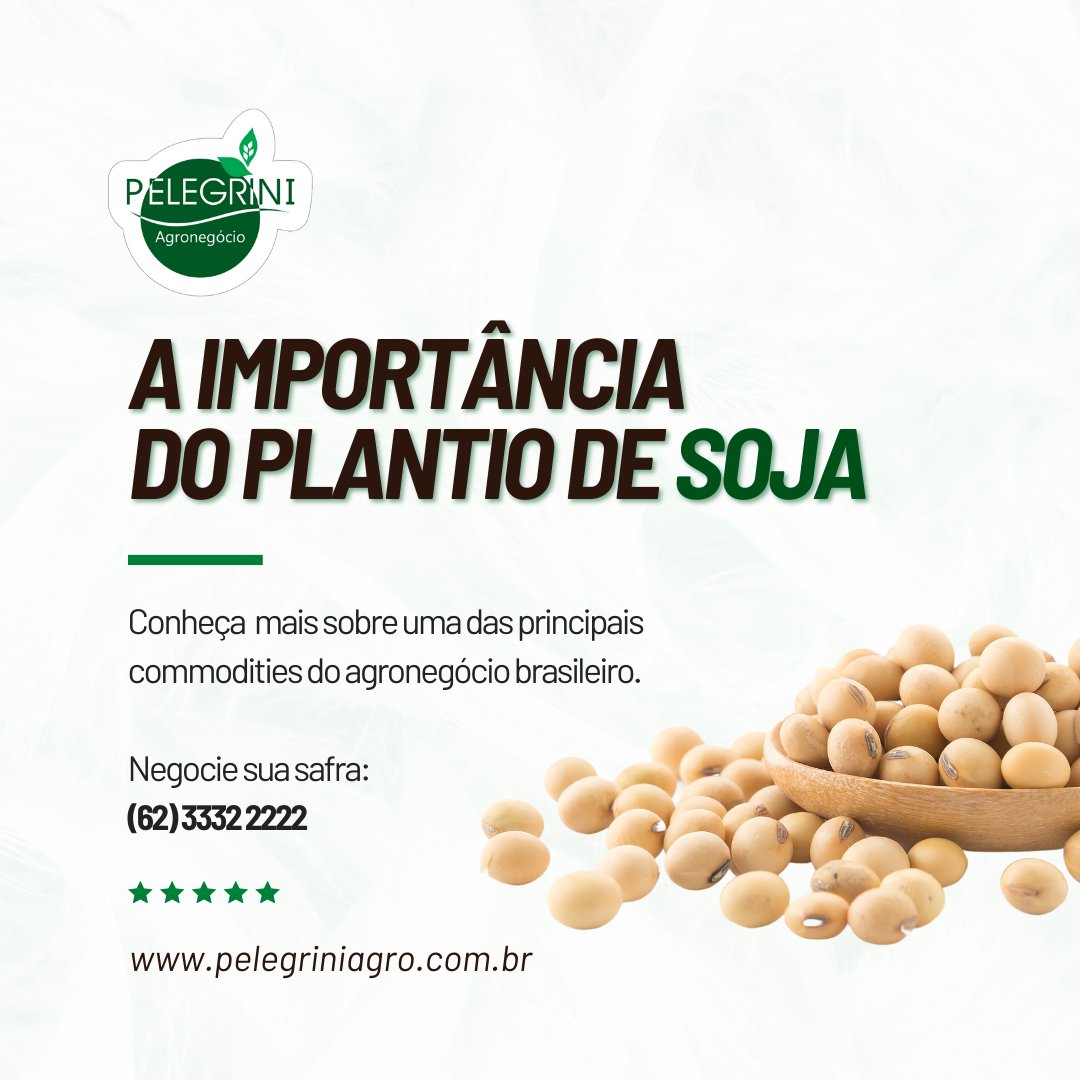 PELEGRINI
Agronegócio
A IMPORTÂNCIA
DO PLANTIO DE SOJA
Conheça mais sobre uma das principais
commodities do agronegócio brasileiro.
Negocie sua safra:
(62) 3332 2222
www.pelegriniagro.com.br